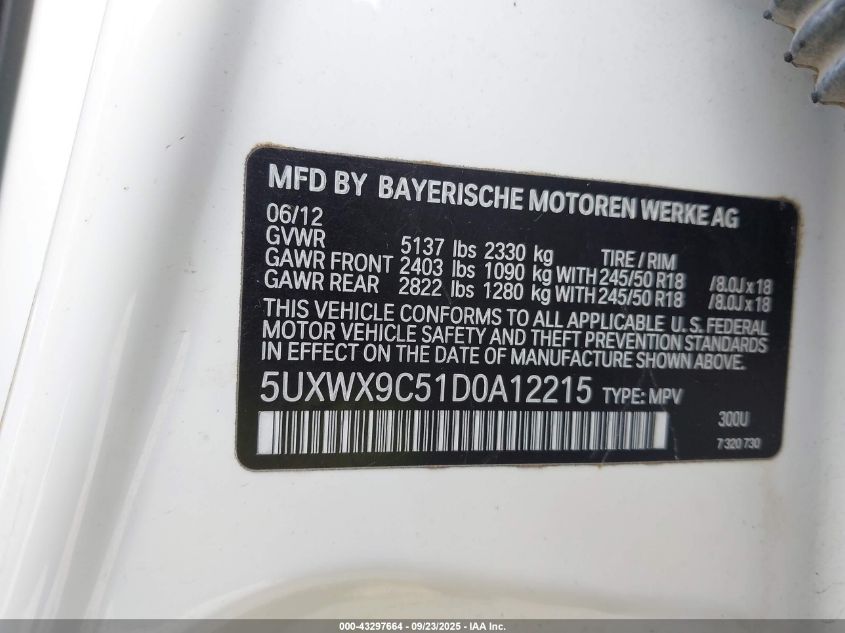 MFD BY BAYERISCHE MOTOREN WERKE AG
06/12
GVWR 5137 lbs 2330 kg TIRE / RIM
GAWR FRONT 2403 lbs 1090 kg WITH 245/50 R18 /8.0J x 18
GAWR REAR 2822 lbs 1280 kg WITH 245/50 R18 /8.0J x 18
THIS VEHICLE CONFORMS TO ALL APPLICABLE U.S. FEDERAL
MOTOR VEHICLE SAFETY AND THEFT PREVENTION STANDARDS
IN EFFECT ON THE DATE OF MANUFACTURE SHOWN ABOVE.
5UXWX9C51D0A12215 TYPE: MPV
300U
7 320 730
000-43297664 - 09/23/2025 - IAA Inc.